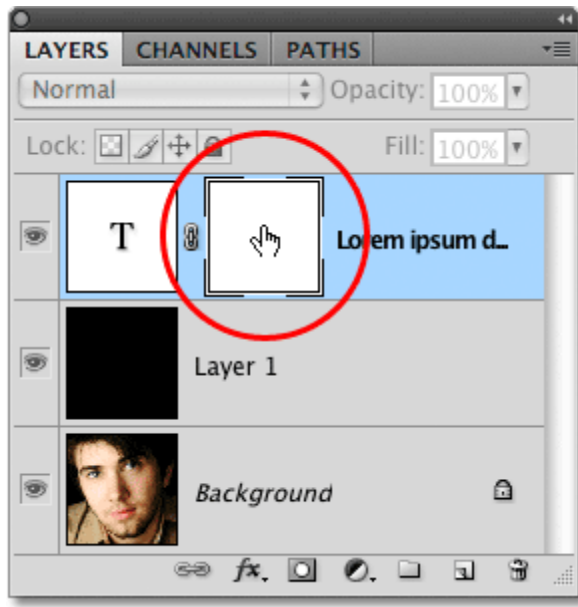 LAYERS CHANNELS PATHS
Normal Opacity: 100%
Lock: Fill: 100%
T Lorem ipsum d...
Layer 1
Background
fx.